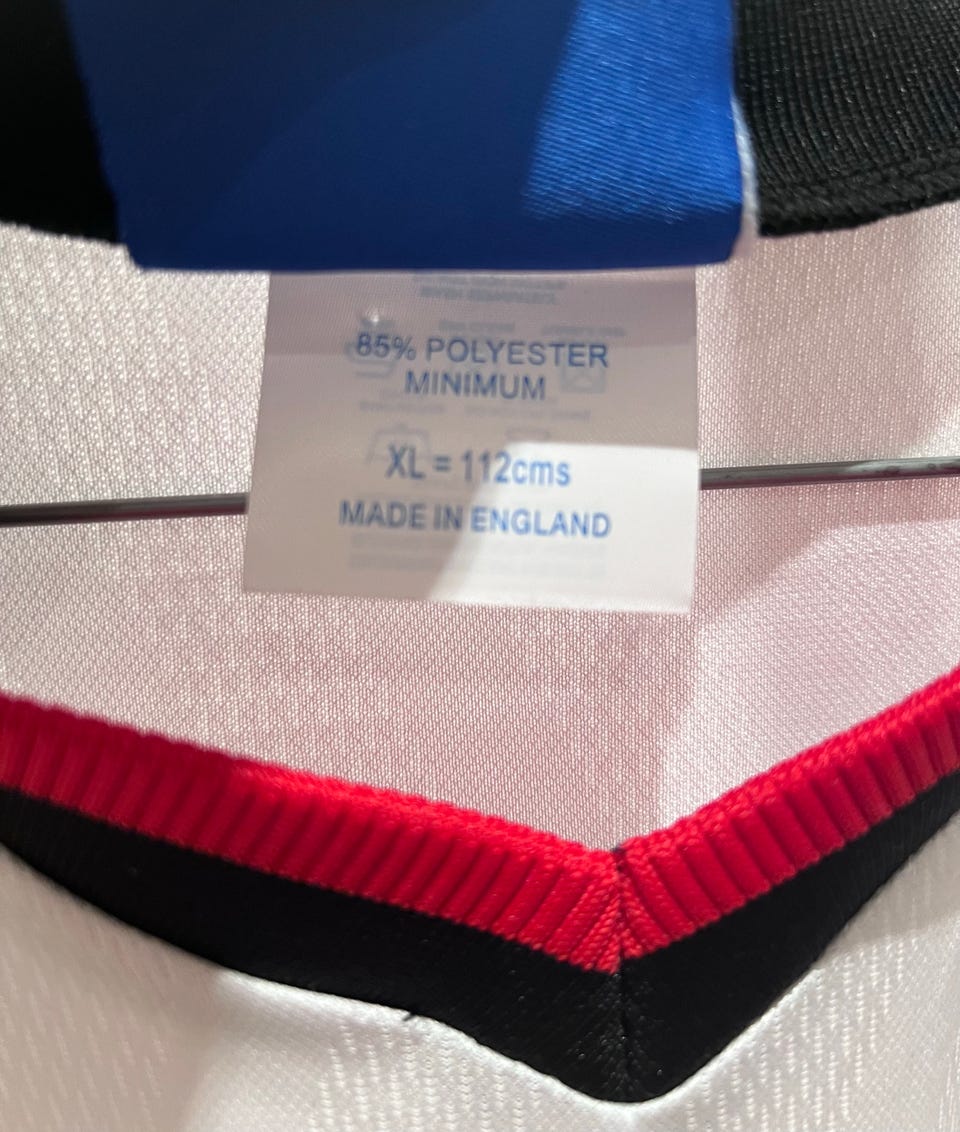 85% POLYESTER
MINIMUM
XL = 112cms
MADE IN ENGLAND